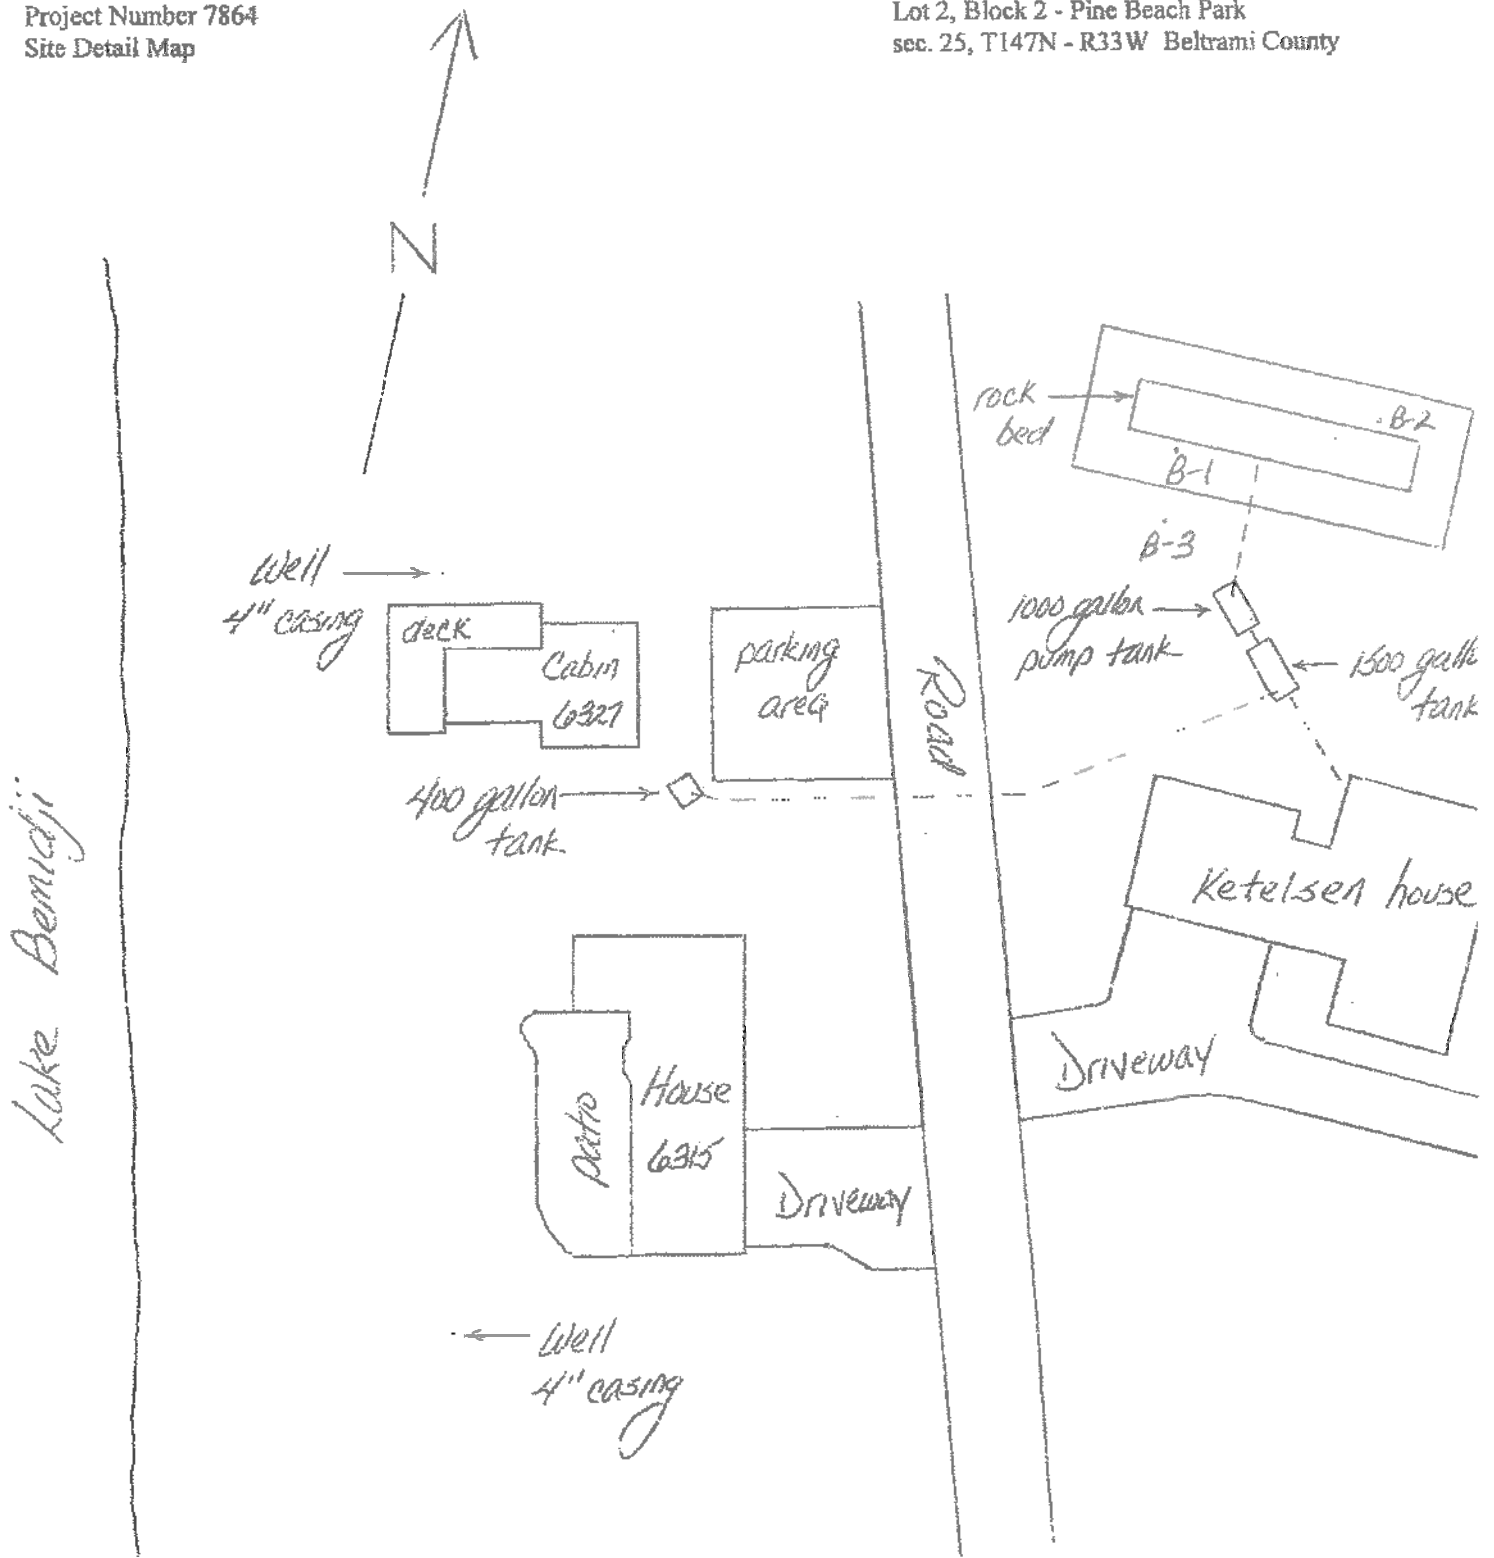 Project Number 7864
Site Detail Map
Lot 2, Block 2 - Pine Beach Park
sec. 25, T147N - R33W Beltrami County
N
rock
bed
B-2
B-1
B-3
Well
4" casing
deck
Cabin
6327
parking
area
Road
1000 gallon
pump tank
1500 gall
tank
400 gallon
tank
Lake Bemidji
Ketelsen house
Driveway
House
6315
patio
Driveway
Well
4" casing